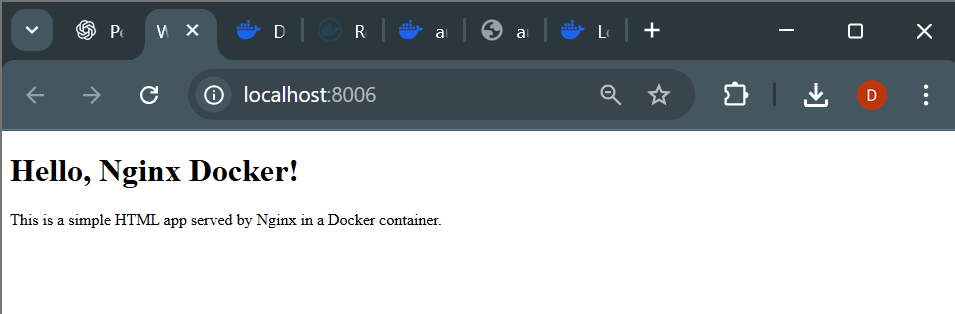 W
D
localhost:8006
D
Hello, Nginx Docker!
This is a simple HTML app served by Nginx in a Docker container.